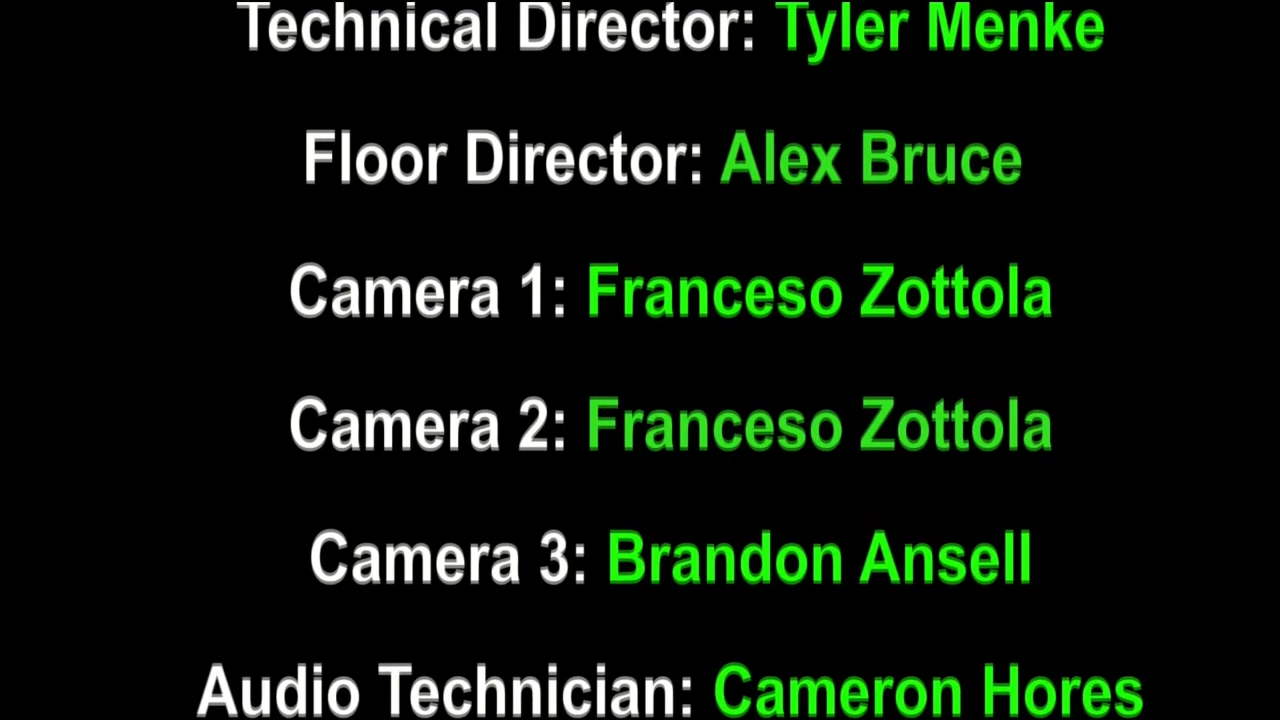 Technical Director: Tyler Menke
Floor Director: Alex Bruce
Camera 1: Franceso Zottola
Camera 2: Franceso Zottola
Camera 3: Brandon Ansell
Audio Technician: Cameron Hores